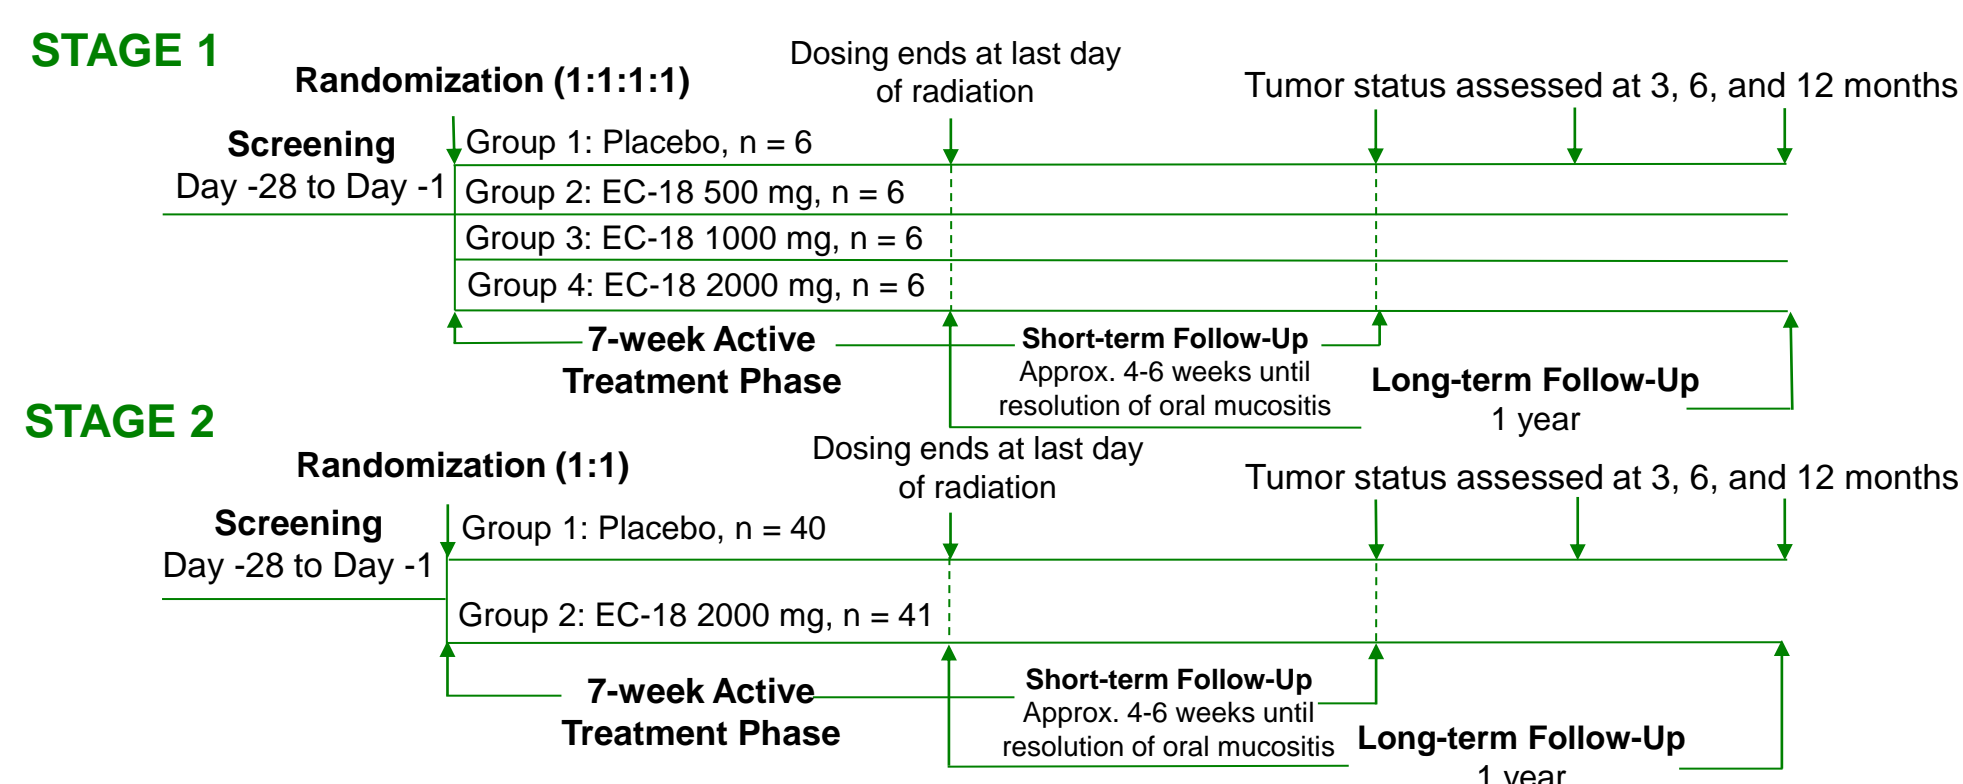 STAGE 1
Randomization (1:1:1:1)
Dosing ends at last day
of radiation
Tumor status assessed at 3, 6, and 12 months
Screening
Day -28 to Day -1
Group 1: Placebo, n = 6
Group 2: EC-18 500 mg, n = 6
Group 3: EC-18 1000 mg, n = 6
Group 4: EC-18 2000 mg, n = 6
7-week Active
Treatment Phase
Short-term Follow-Up
Approx. 4-6 weeks until
resolution of oral mucositis
Long-term Follow-Up
1 year
STAGE 2
Randomization (1:1)
Dosing ends at last day
of radiation
Tumor status assessed at 3, 6, and 12 months
Screening
Day -28 to Day -1
Group 1: Placebo, n = 40
Group 2: EC-18 2000 mg, n = 41
7-week Active
Treatment Phase
Short-term Follow-Up
Approx. 4-6 weeks until
resolution of oral mucositis
Long-term Follow-Up
1 year